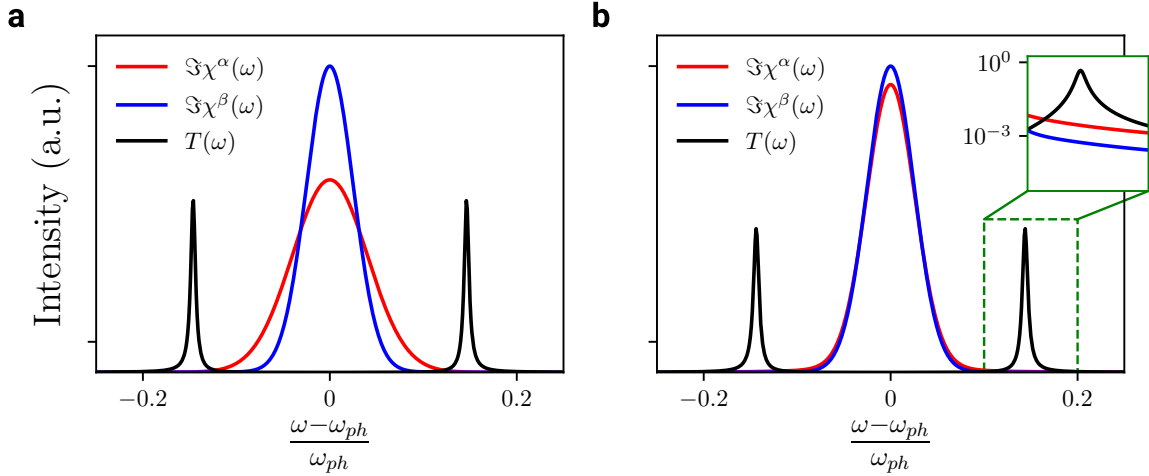 a
Intensity (a.u.)
ℑχ^α(ω)
ℑχ^β(ω)
T(ω)
−0.2
0
0.2
ω−ω_ph
ω_ph
b
ℑχ^α(ω)
ℑχ^β(ω)
T(ω)
10^0
10^−3
−0.2
0
0.2
ω−ω_ph
ω_ph